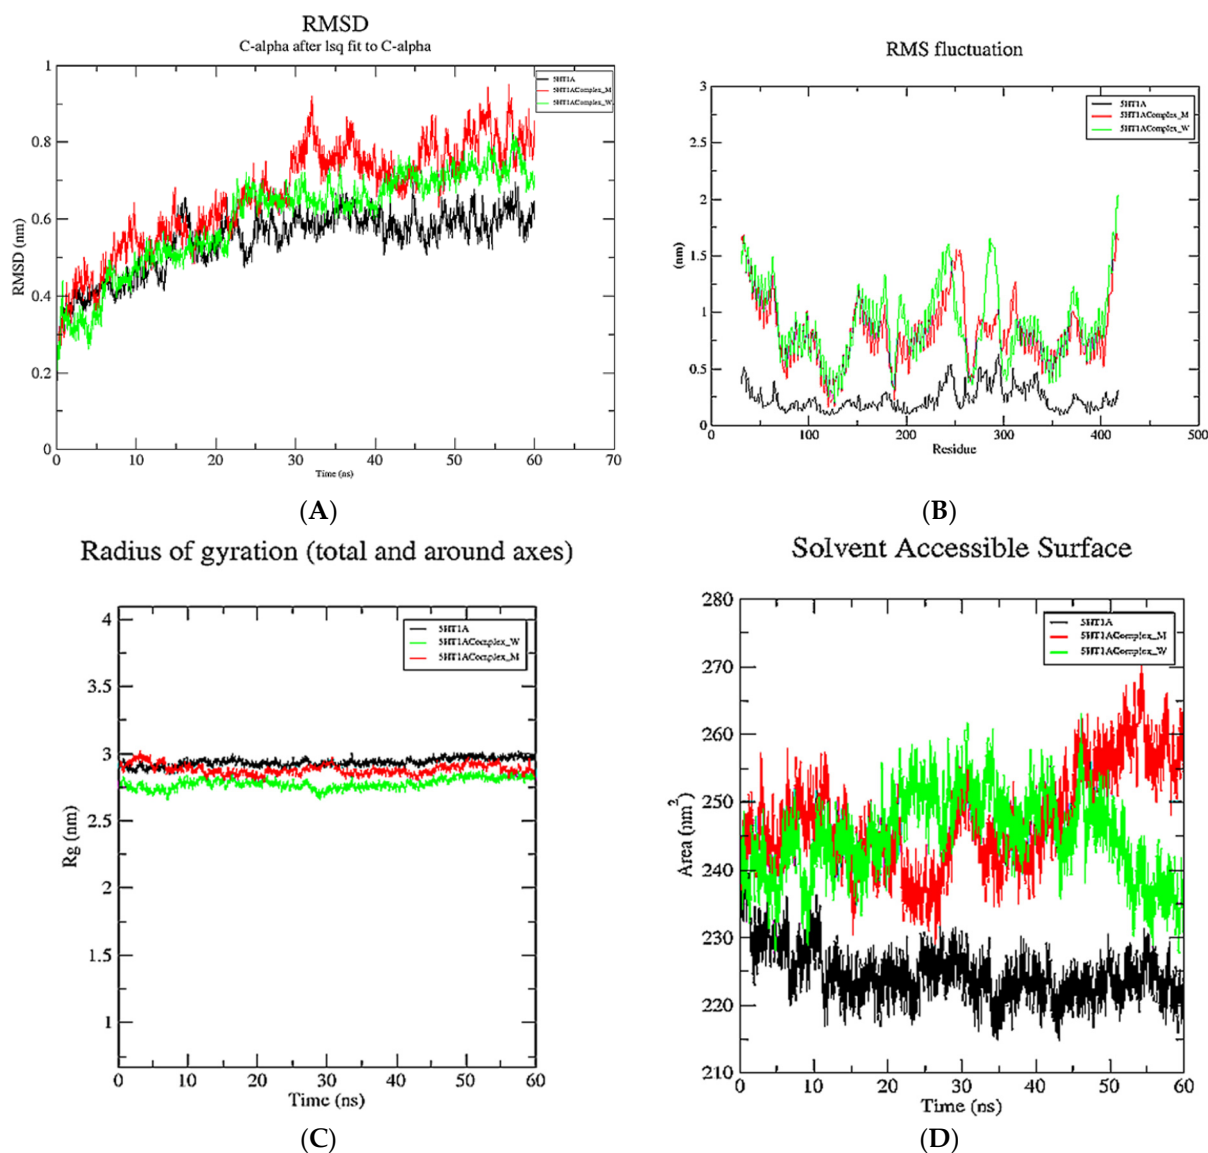 RMSD
C-alpha after lsq fit to C-alpha
RMSD (nm)
1
0.8
0.6
0.4
0.2
0
0 10 20 30 40 50 60 70
Time (ns)
5HT1A
5HT1AComplex_M
5HT1AComplex_W
(A)
RMS fluctuation
(nm)
3
2.5
2
1.5
1
0.5
0
0 100 200 300 400 500
Residue
5HT1A
5HT1AComplex_M
5HT1AComplex_W
(B)
Radius of gyration (total and around axes)
Rg (nm)
4
3.5
3
2.5
2
1.5
1
0 10 20 30 40 50 60
Time (ns)
5HT1A
5HT1AComplex_W
5HT1AComplex_M
(C)
Solvent Accessible Surface
Area (nm²)
280
270
260
250
240
230
220
210
0 10 20 30 40 50 60
Time (ns)
5HT1A
5HT1AComplex_M
5HT1AComplex_W
(D)